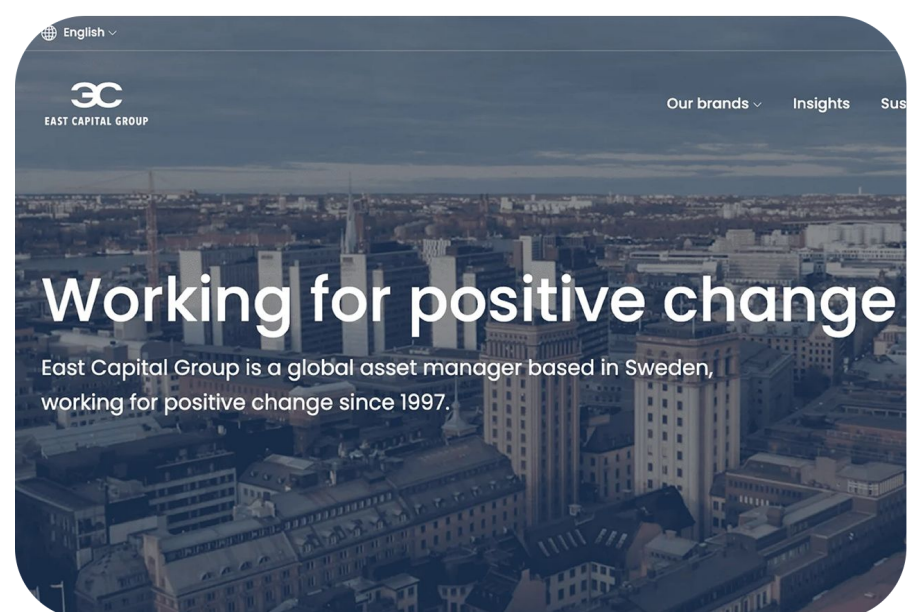 English
EAST CAPITAL GROUP
Our brands
Insights
Sus
Working for positive change
East Capital Group is a global asset manager based in Sweden,
working for positive change since 1997.